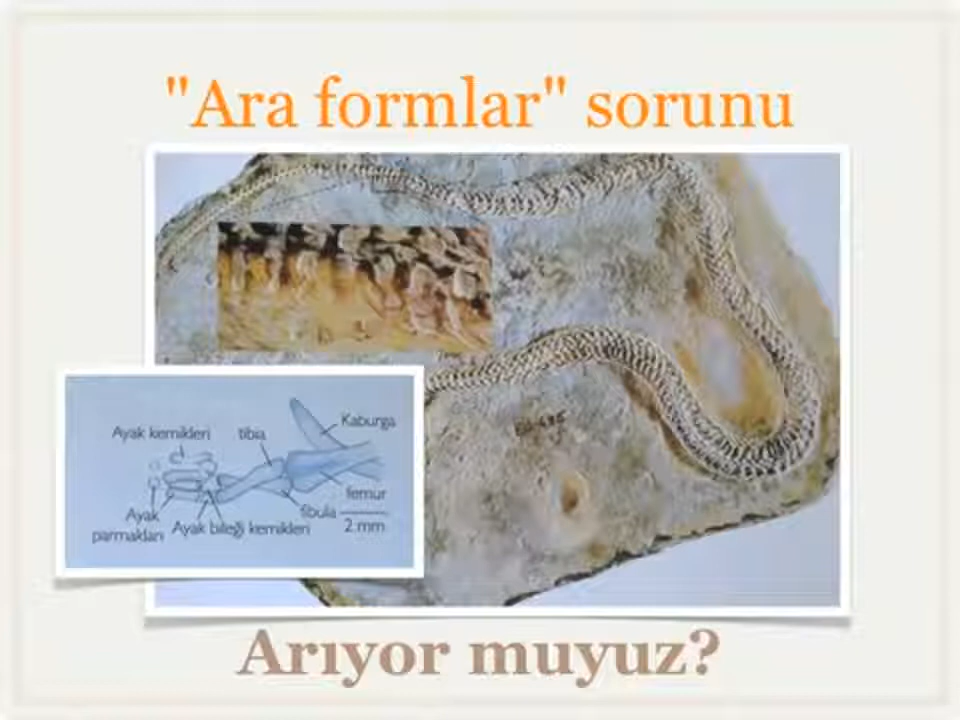 "Ara formlar" sorunu
Kaburga
Ayak kemikleri
tibia
femur
fibula
2 mm
Ayak parmakları
Ayak bileği kemikleri
Arıyor muyuz?